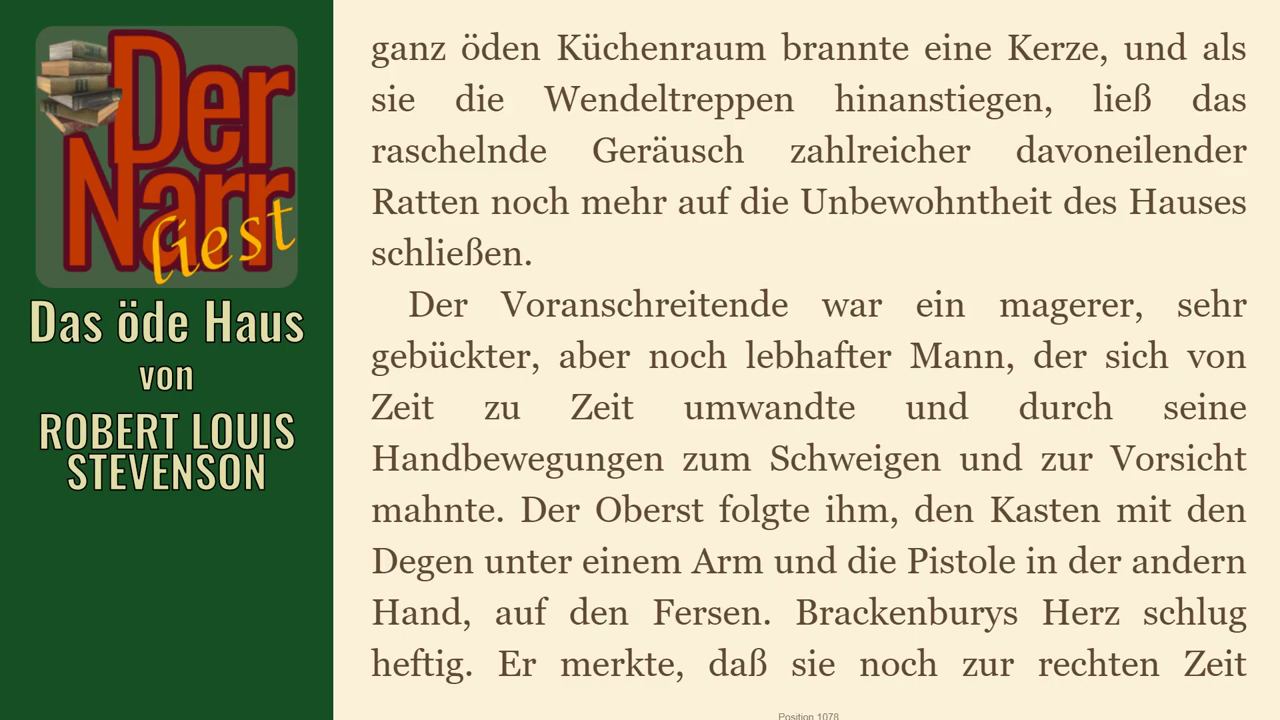 Der
Narr
liest
Das öde Haus
von
ROBERT LOUIS
STEVENSON
ganz öden Küchenraum brannte eine Kerze, und als
sie die Wendeltreppen hinanstiegen, ließ das
raschelnde Geräusch zahlreicher davoneilender
Ratten noch mehr auf die Unbewohntheit des Hauses
schließen.
Der Voranschreitende war ein magerer, sehr
gebückter, aber noch lebhafter Mann, der sich von
Zeit zu Zeit umwandte und durch seine
Handbewegungen zum Schweigen und zur Vorsicht
mahnte. Der Oberst folgte ihm, den Kasten mit den
Degen unter einem Arm und die Pistole in der andern
Hand, auf den Fersen. Brackenburys Herz schlug
heftig. Er merkte, daß sie noch zur rechten Zeit
Position 1078